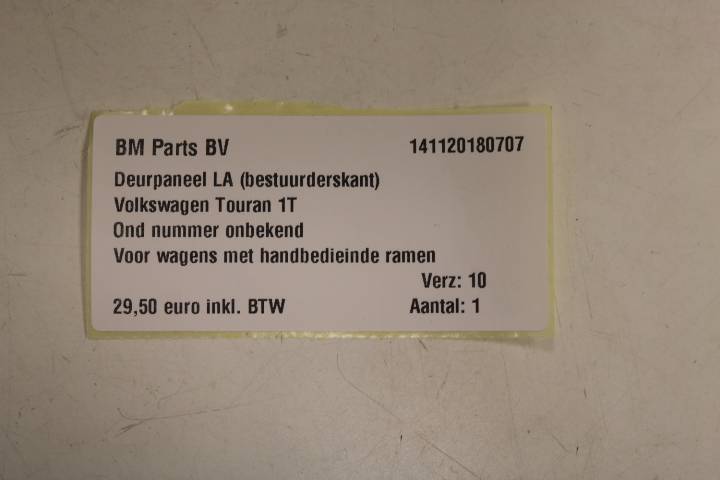 BM Parts BV 141120180707
Deurpaneel LA (bestuurderskant)
Volkswagen Touran 1T
Ond nummer onbekend
Voor wagens met handbedieinde ramen
Verz: 10
29,50 euro inkl. BTW Aantal: 1